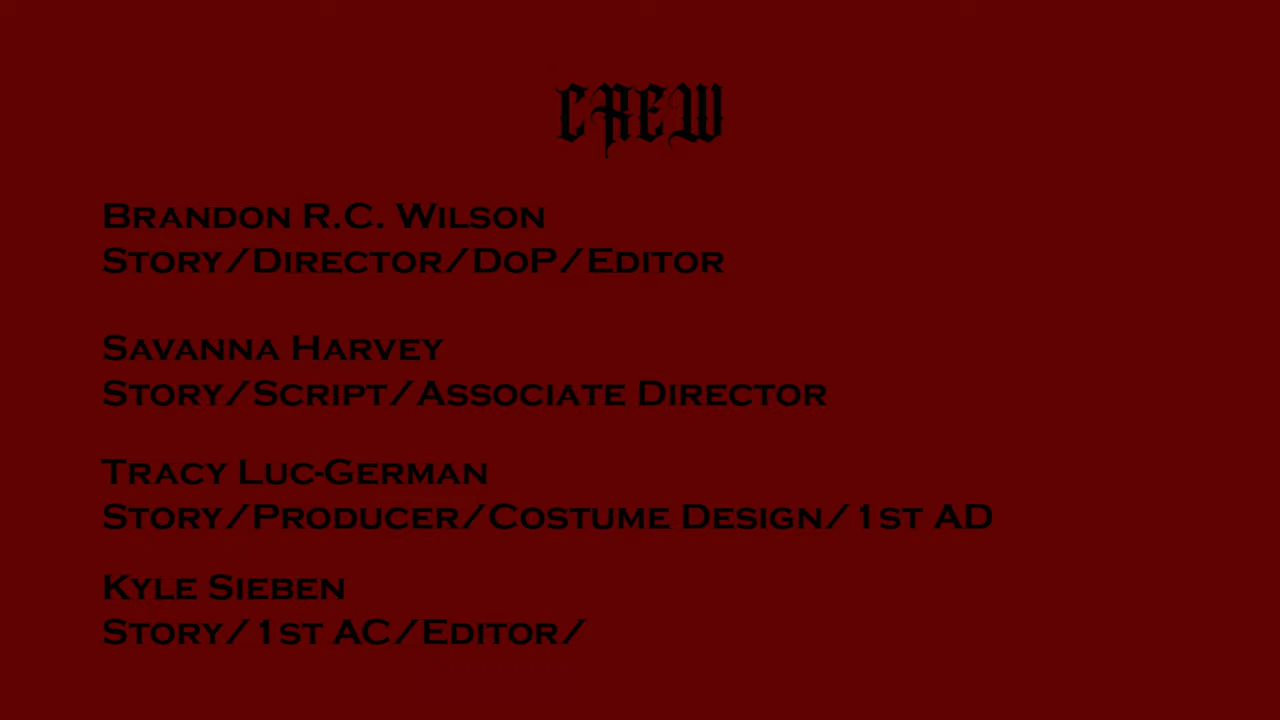 CREW
Brandon R.C. Wilson
Story/Director/DoP/Editor
Savanna Harvey
Story/Script/Associate Director
Tracy Luc-German
Story/Producer/Costume Design/1st AD
Kyle Sieben
Story/1st AC/Editor/